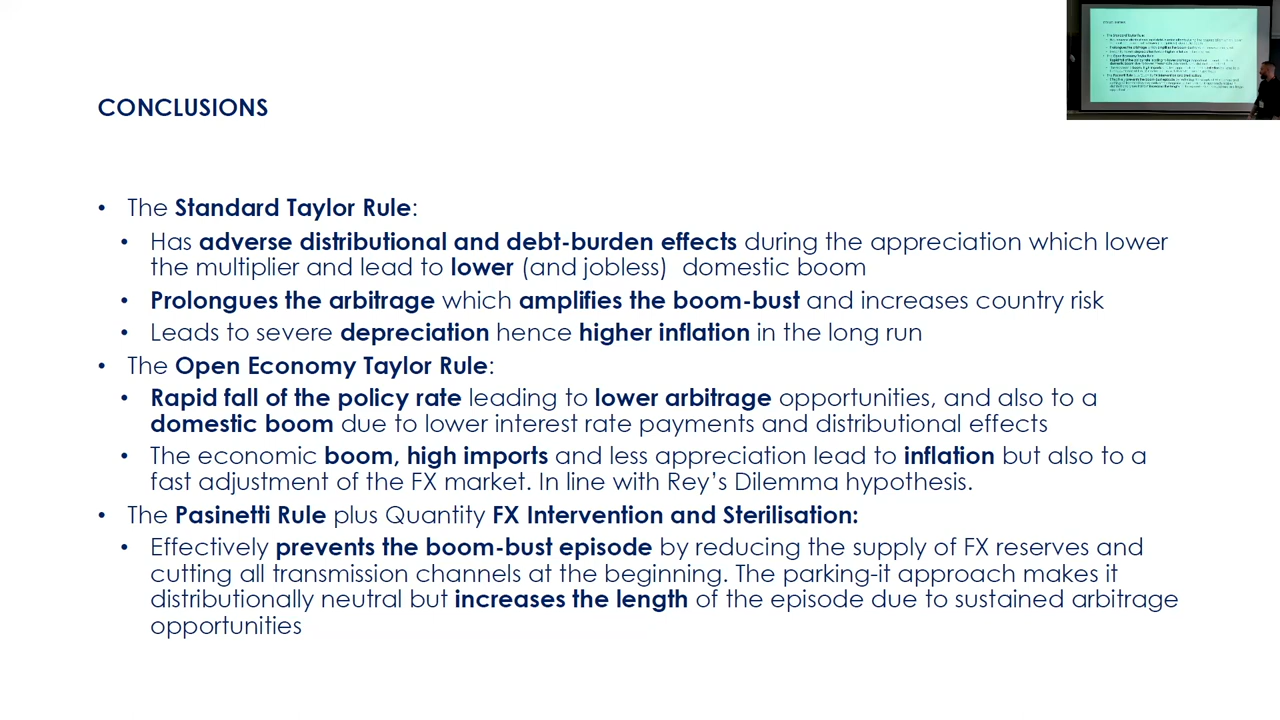 CONCLUSIONS
• The Standard Taylor Rule:
• Has adverse distributional and debt-burden effects during the appreciation which lower
the multiplier and lead to lower (and jobless) domestic boom
• Prolongues the arbitrage which amplifies the boom-bust and increases country risk
• Leads to severe depreciation hence higher inflation in the long run
• The Open Economy Taylor Rule:
• Rapid fall of the policy rate leading to lower arbitrage opportunities, and also to a
domestic boom due to lower interest rate payments and distributional effects
• The economic boom, high imports and less appreciation lead to inflation but also to a
fast adjustment of the FX market. In line with Rey's Dilemma hypothesis.
• The Pasinetti Rule plus Quantity FX Intervention and Sterilisation:
• Effectively prevents the boom-bust episode by reducing the supply of FX reserves and
cutting all transmission channels at the beginning. The parking-it approach makes it
distributionally neutral but increases the length of the episode due to sustained arbitrage
opportunities